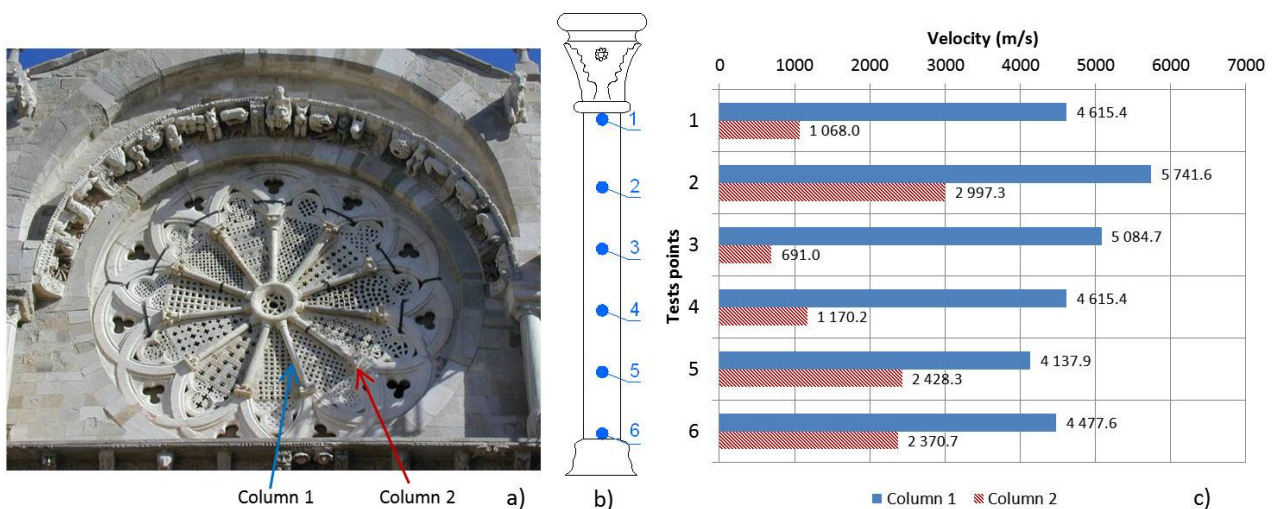 Column 1
Column 2
a)
1
2
3
4
5
6
b)
Velocity (m/s)
0 1000 2000 3000 4000 5000 6000 7000
Tests points
1
4 615.4
1 068.0
2
5 741.6
2 997.3
3
5 084.7
691.0
4
4 615.4
1 170.2
5
4 137.9
2 428.3
6
4 477.6
2 370.7
Column 1 Column 2
c)